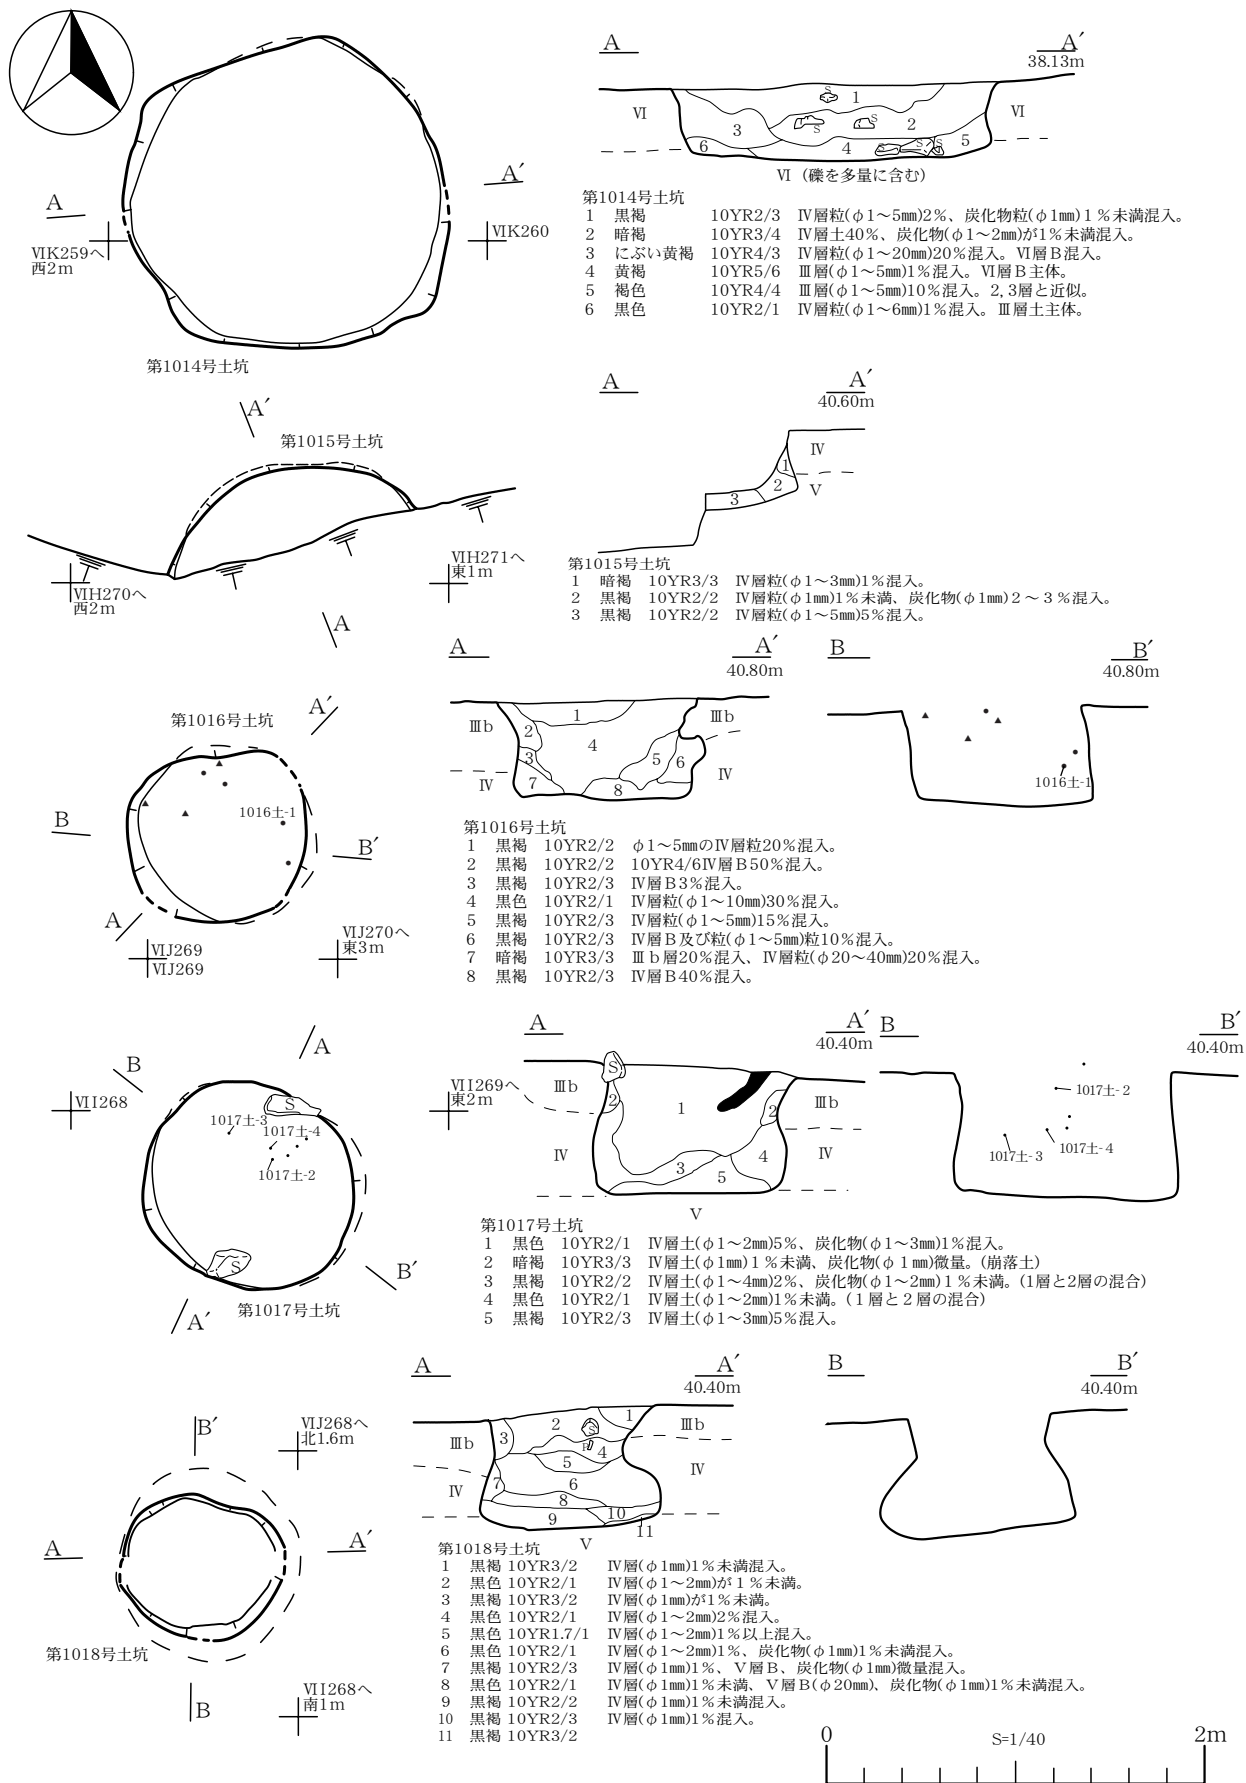 A
A′
38.13m
Ⅵ
Ⅵ
S
1
2
3
S
S
4
S
S
S
5
6
Ⅵ（礫を多量に含む）
A
A′
ⅥK259へ
西2m
ⅥK260
第1014号土坑
第1014号土坑
1 黒褐 10YR2/3 Ⅳ層粒(φ1～5㎜)2%、炭化物粒(φ1㎜)１％未満混入。
2 暗褐 10YR3/4 Ⅳ層土40%、炭化物(φ1～2㎜)が1%未満混入。
3 にぶい黄褐 10YR4/3 Ⅳ層粒(φ1～20㎜)20%混入。Ⅵ層Ｂ混入。
4 黄褐 10YR5/6 Ⅲ層(φ1～5㎜)1%混入。Ⅵ層Ｂ主体。
5 褐色 10YR4/4 Ⅲ層(φ1～5㎜)10%混入。2,3層と近似。
6 黒色 10YR2/1 Ⅳ層粒(φ1～6㎜)1%混入。Ⅲ層土主体。
A′
第1015号土坑
ⅥH270へ
西2m
ⅥH271へ
東1m
A
A
A′
40.60m
Ⅳ
Ⅴ
1
2
3
第1015号土坑
1 暗褐 10YR3/3 Ⅳ層粒(φ1～3㎜)1%混入。
2 黒褐 10YR2/2 Ⅳ層粒(φ1㎜)1%未満、炭化物(φ1㎜)２～３％混入。
3 黒褐 10YR2/2 Ⅳ層粒(φ1～5㎜)5%混入。
第1016号土坑
A′
B
B′
1016土-1
A
ⅥJ269
ⅥJ269
ⅥJ270へ
東3m
A
A′
40.80m
Ⅲb
Ⅲb
Ⅳ
Ⅳ
1
2
3
4
5
6
7
8
B
B′
40.80m
1016土-1
第1016号土坑
1 黒褐 10YR2/2 φ1～5㎜のⅣ層粒20%混入。
2 黒褐 10YR2/2 10YR4/6Ⅳ層Ｂ50%混入。
3 黒褐 10YR2/3 Ⅳ層Ｂ3%混入。
4 黒色 10YR2/1 Ⅳ層粒(φ1～10㎜)30%混入。
5 黒褐 10YR2/3 Ⅳ層粒(φ1～5㎜)15%混入。
6 黒褐 10YR2/3 Ⅳ層Ｂ及び粒(φ1～5㎜)粒10%混入。
7 暗褐 10YR3/3 Ⅲｂ層20%混入、Ⅳ層粒(φ20～40㎜)20%混入。
8 黒褐 10YR2/3 Ⅳ層Ｂ40%混入。
A
B
ⅦI268
ⅦI269へ
東2m
S
1017土-3
1017土-4
1017土-2
S
B′
A′
第1017号土坑
A
A′
40.40m
S
Ⅲb
Ⅲb
Ⅳ
Ⅳ
Ⅴ
1
2
2
3
4
5
B
B′
40.40m
1017土-2
1017土-3
1017土-4
第1017号土坑
1 黒色 10YR2/1 Ⅳ層土(φ1～2㎜)5%、炭化物(φ1～3㎜)1%混入。
2 暗褐 10YR3/3 Ⅳ層土(φ1㎜)１％未満、炭化物(φ１㎜)微量。(崩落土)
3 黒褐 10YR2/2 Ⅳ層土(φ1～4㎜)2%、炭化物(φ1～2㎜)１％未満。(1層と2層の混合)
4 黒色 10YR2/1 Ⅳ層土(φ1～2㎜)1%未満。(１層と２層の混合)
5 黒褐 10YR2/3 Ⅳ層土(φ1～3㎜)5%混入。
B′
ⅥJ268へ
北1.6m
A
A′
第1018号土坑
B
ⅦI268へ
南1m
A
A′
40.40m
Ⅲb
Ⅲb
Ⅳ
Ⅳ
Ⅴ
1
2
S
P
3
4
5
6
7
8
9
10
11
B
B′
40.40m
第1018号土坑
1 黒褐 10YR3/2 Ⅳ層(φ1㎜)1%未満混入。
2 黒色 10YR2/1 Ⅳ層(φ1～2㎜)が１％未満。
3 黒褐 10YR3/2 Ⅳ層(φ1㎜)が1%未満。
4 黒色 10YR2/1 Ⅳ層(φ1～2㎜)2%混入。
5 黒色 10YR1.7/1 Ⅳ層(φ1～2㎜)1%以上混入。
6 黒色 10YR2/1 Ⅳ層(φ1～2㎜)1%、炭化物(φ1㎜)1%未満混入。
7 黒褐 10YR2/3 Ⅳ層(φ1㎜)1%、Ⅴ層Ｂ、炭化物(φ1㎜)微量混入。
8 黒色 10YR2/1 Ⅳ層(φ1㎜)1%未満、Ⅴ層Ｂ(φ20㎜)、炭化物(φ1㎜)1%未満混入。
9 黒褐 10YR2/2 Ⅳ層(φ1㎜)1%未満混入。
10 黒褐 10YR2/3 Ⅳ層(φ1㎜)1%混入。
11 黒褐 10YR3/2
0 S=1/40 2m